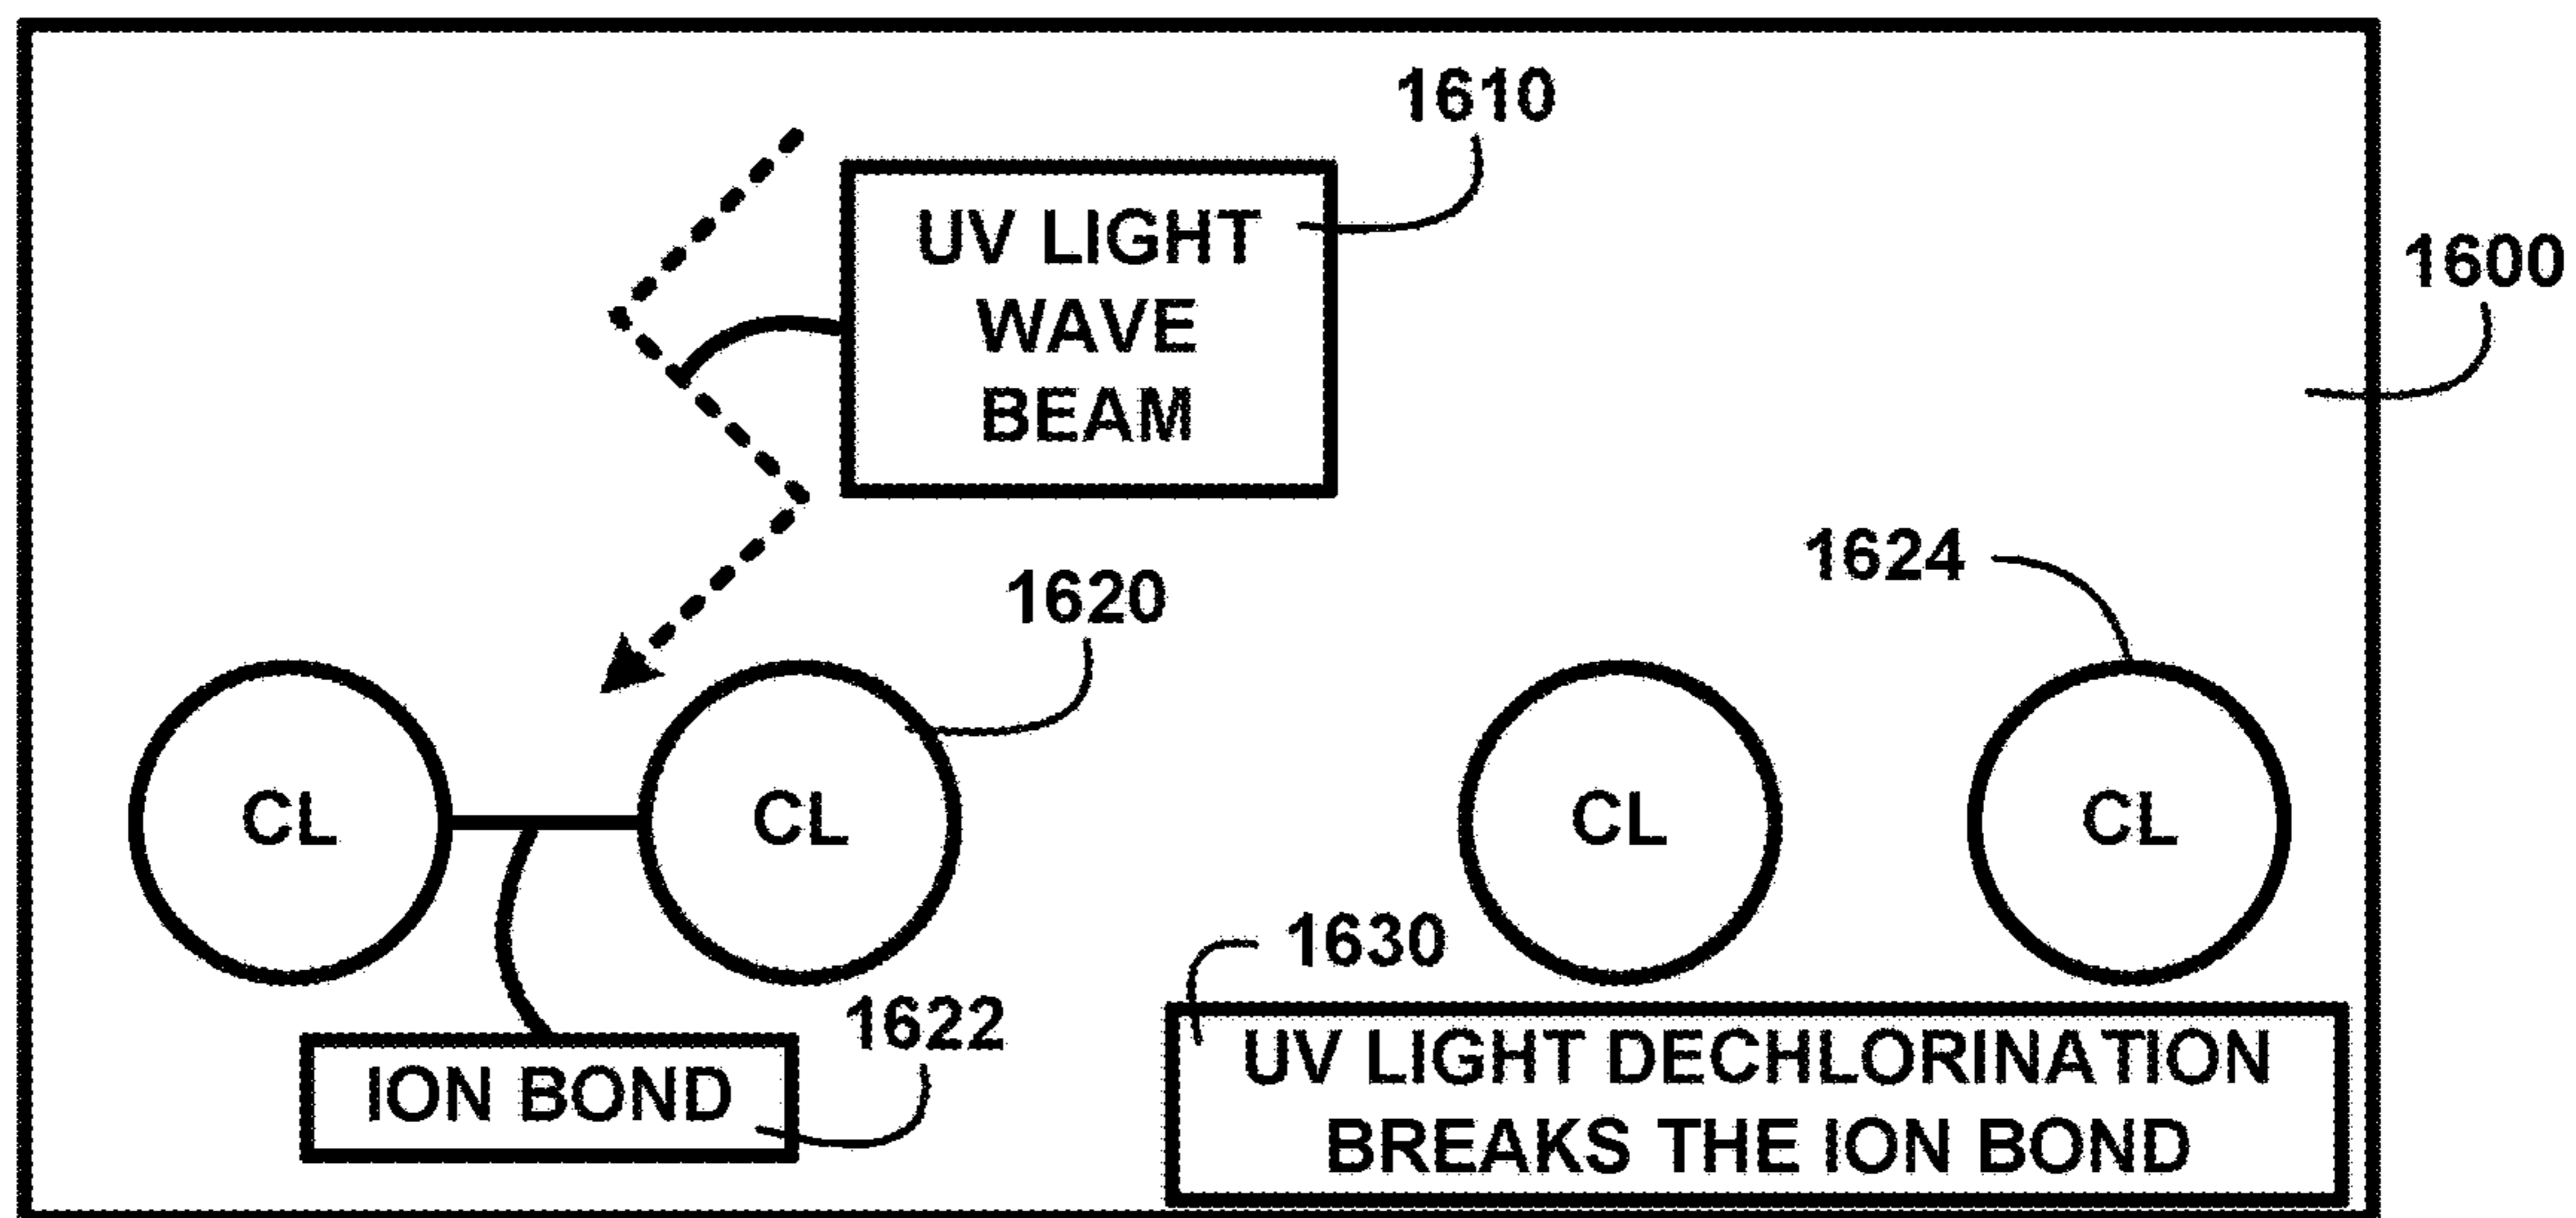 1610
UV LIGHT
WAVE
BEAM
1600
1624
1620
CL
CL
CL
CL
1630
1622
ION BOND
UV LIGHT DECHLORINATION
BREAKS THE ION BOND